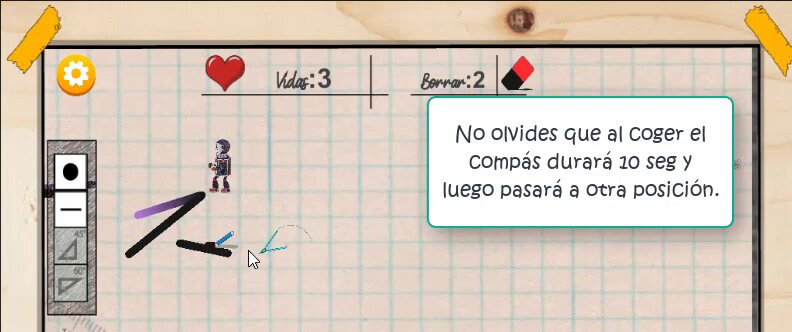 Vidas:3
Borrar:2
No olvides que al coger el
compás durará 10 seg y
luego pasará a otra posición.
45°
60°